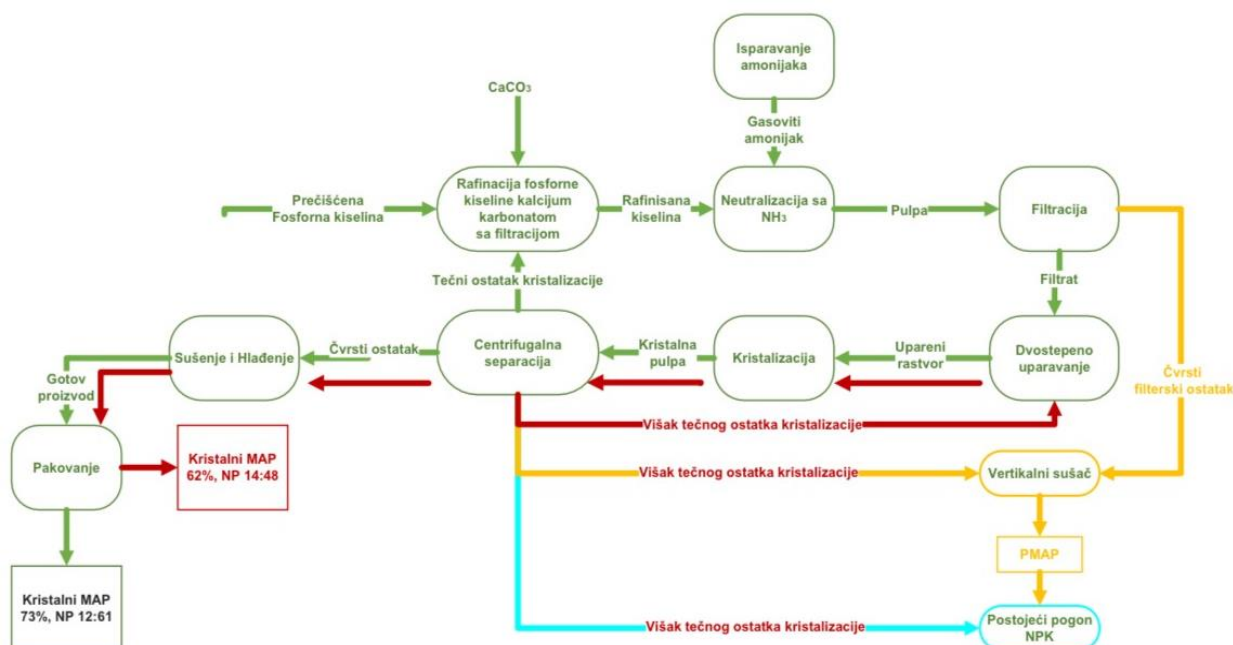 Isparavanje
amonijaka
CaCO₃
Gasoviti
amonijak
Prečišćena
Fosforna kiselina
Rafinacija fosforne
kiseline kalcijum
karbonatom
sa filtracijom
Rafinisana
kiselina
Neutralizacija sa
NH₃
Pulpa
Filtracija
Tečni ostatak kristalizacije
Filtrat
Sušenje i Hlađenje
Čvrsti ostatak
Centrifugalna
separacija
Kristalna
pulpa
Kristalizacija
Upareni
rastvor
Dvostepeno
uparavanje
Čvrsti
filterski ostatak
Gotov
proizvod
Višak tečnog ostatka kristalizacije
Pakovanje
Kristalni MAP
62%, NP 14:48
Višak tečnog ostatka kristalizacije
Vertikalni sušač
PMAP
Kristalni MAP
73%, NP 12:61
Višak tečnog ostatka kristalizacije
Postojeći pogon
NPK